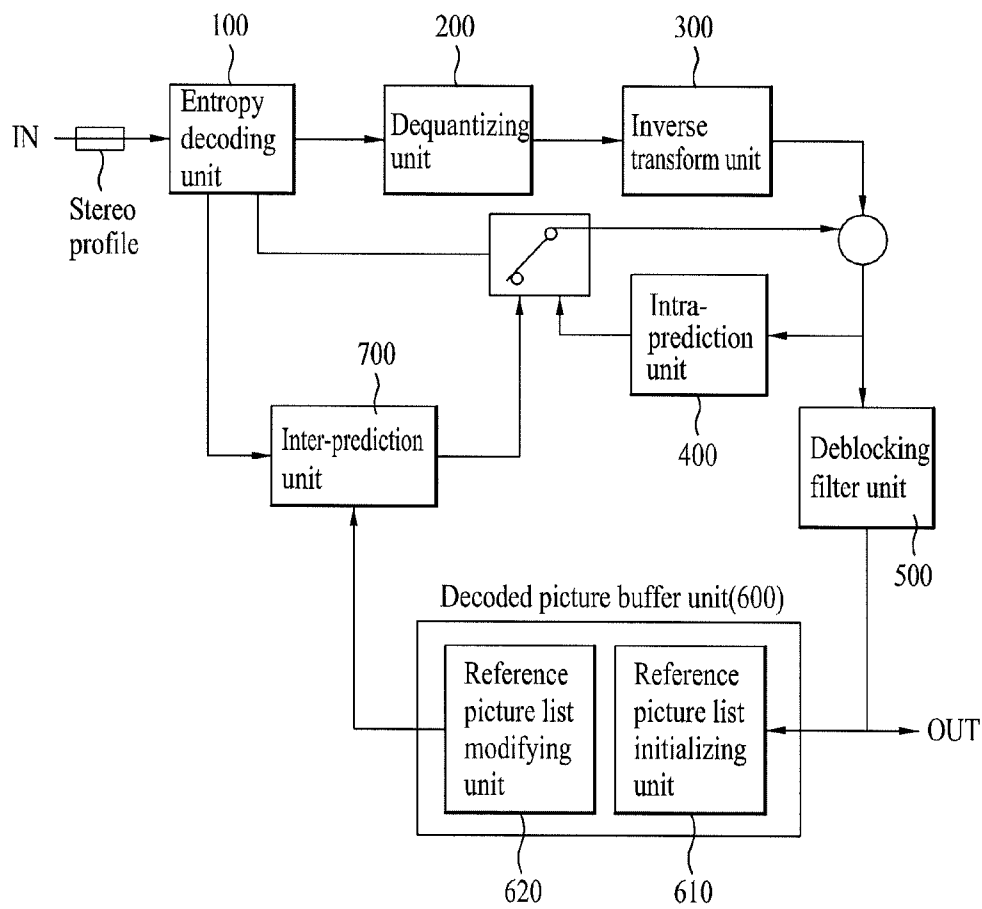 100
200
300
IN
Stereo
profile
Entropy
decoding
unit
Dequantizing
unit
Inverse
transform unit
Intra-
prediction
unit
400
700
Inter-prediction
unit
Deblocking
filter unit
500
Decoded picture buffer unit(600)
Reference
picture list
modifying
unit
Reference
picture list
initializing
unit
OUT
620
610